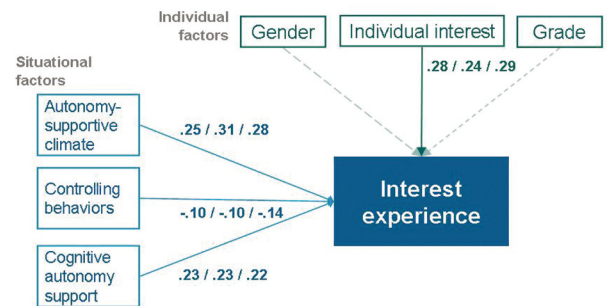 Individual
factors
Gender
Individual interest
Grade
.28 / .24 / .29
Situational
factors
Autonomy-
supportive
climate
.25 / .31 / .28
Controlling
behaviors
-.10 / -.10 / -.14
Cognitive
autonomy
support
.23 / .23 / .22
Interest
experience